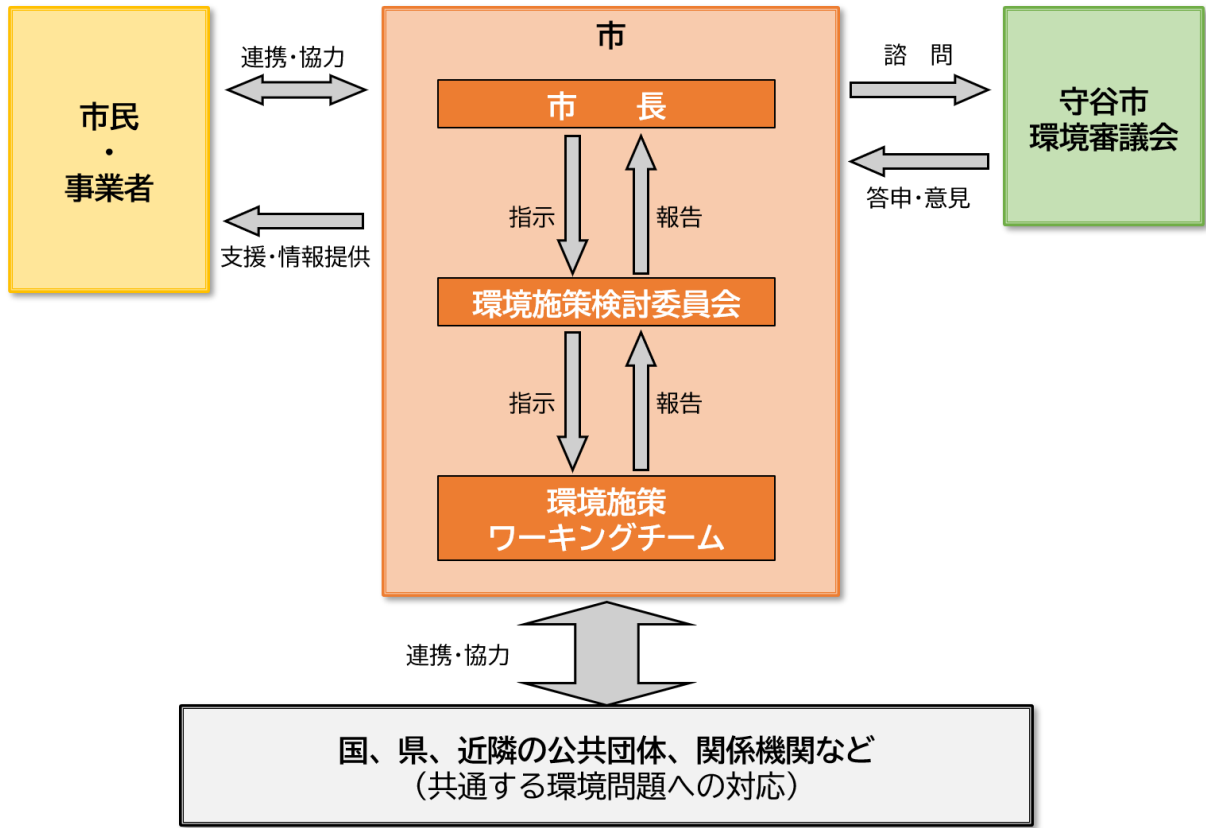 市民
・
事業者
連携・協力
支援・情報提供
市
市　　長
指示
報告
環境施策検討委員会
指示
報告
環境施策
ワーキングチーム
諮　問
答申・意見
守谷市
環境審議会
連携・協力
国、県、近隣の公共団体、関係機関など
（共通する環境問題への対応）